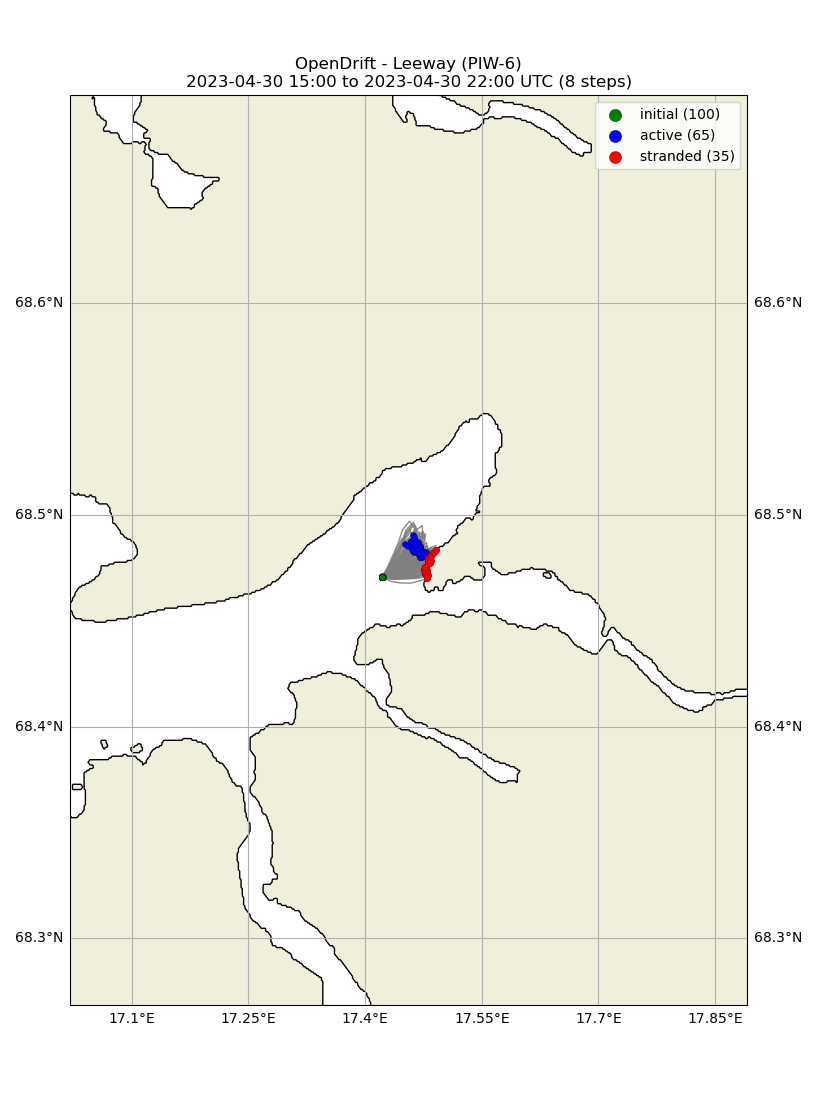 OpenDrift - Leeway (PIW-6)
2023-04-30 15:00 to 2023-04-30 22:00 UTC (8 steps)
initial (100)
active (65)
stranded (35)
68.6°N
68.6°N
68.5°N
68.5°N
68.4°N
68.4°N
68.3°N
68.3°N
17.1°E
17.25°E
17.4°E
17.55°E
17.7°E
17.85°E